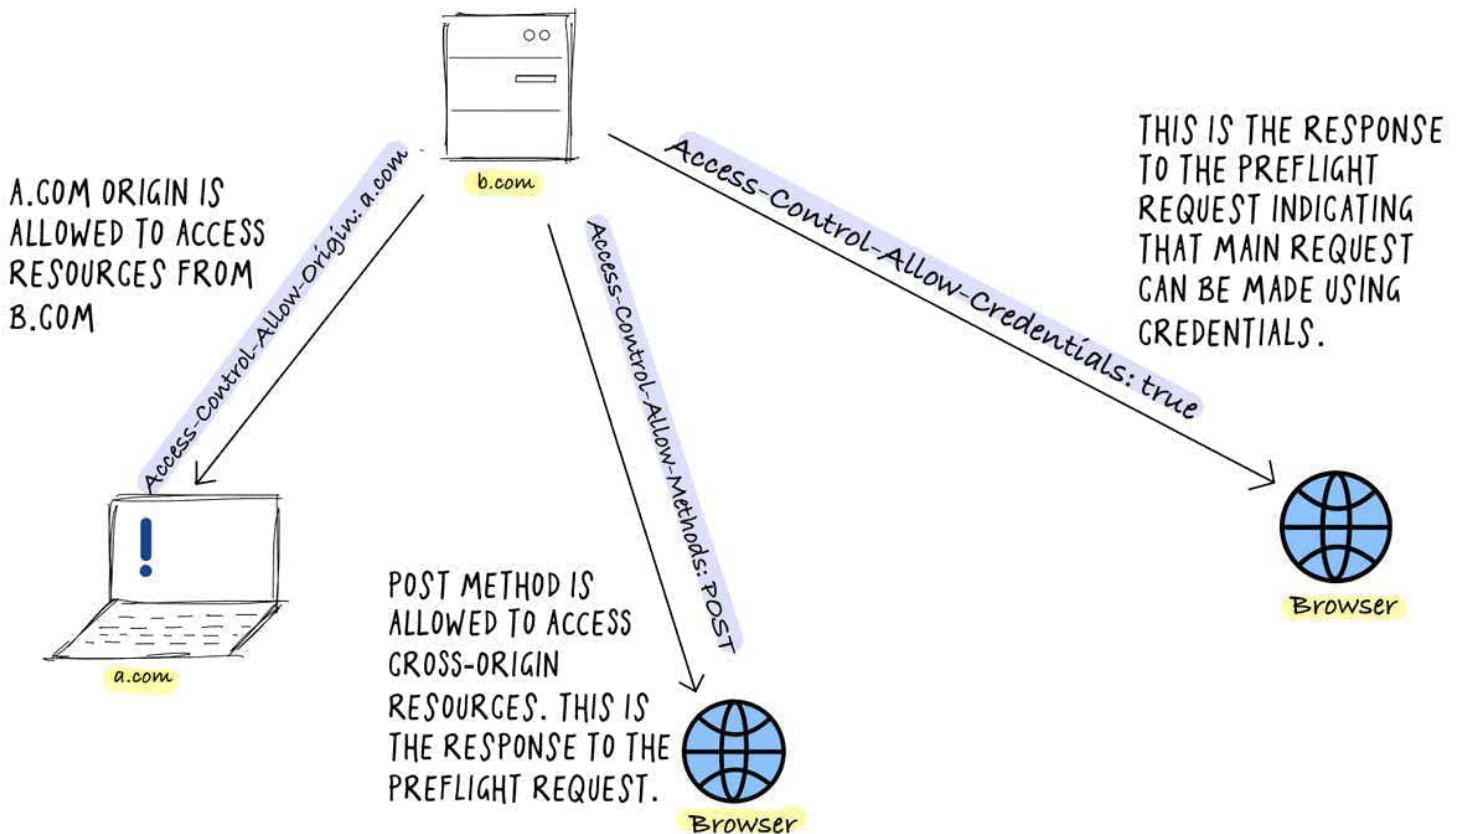 b.com
A.COM ORIGIN IS
ALLOWED TO ACCESS
RESOURCES FROM
B.COM
Access-Control-Allow-Origin: a.com
a.com
Access-Control-Allow-Methods: POST
POST METHOD IS
ALLOWED TO ACCESS
CROSS-ORIGIN
RESOURCES. THIS IS
THE RESPONSE TO THE
PREFLIGHT REQUEST.
Browser
Access-Control-Allow-Credentials: true
THIS IS THE RESPONSE
TO THE PREFLIGHT
REQUEST INDICATING
THAT MAIN REQUEST
CAN BE MADE USING
CREDENTIALS.
Browser